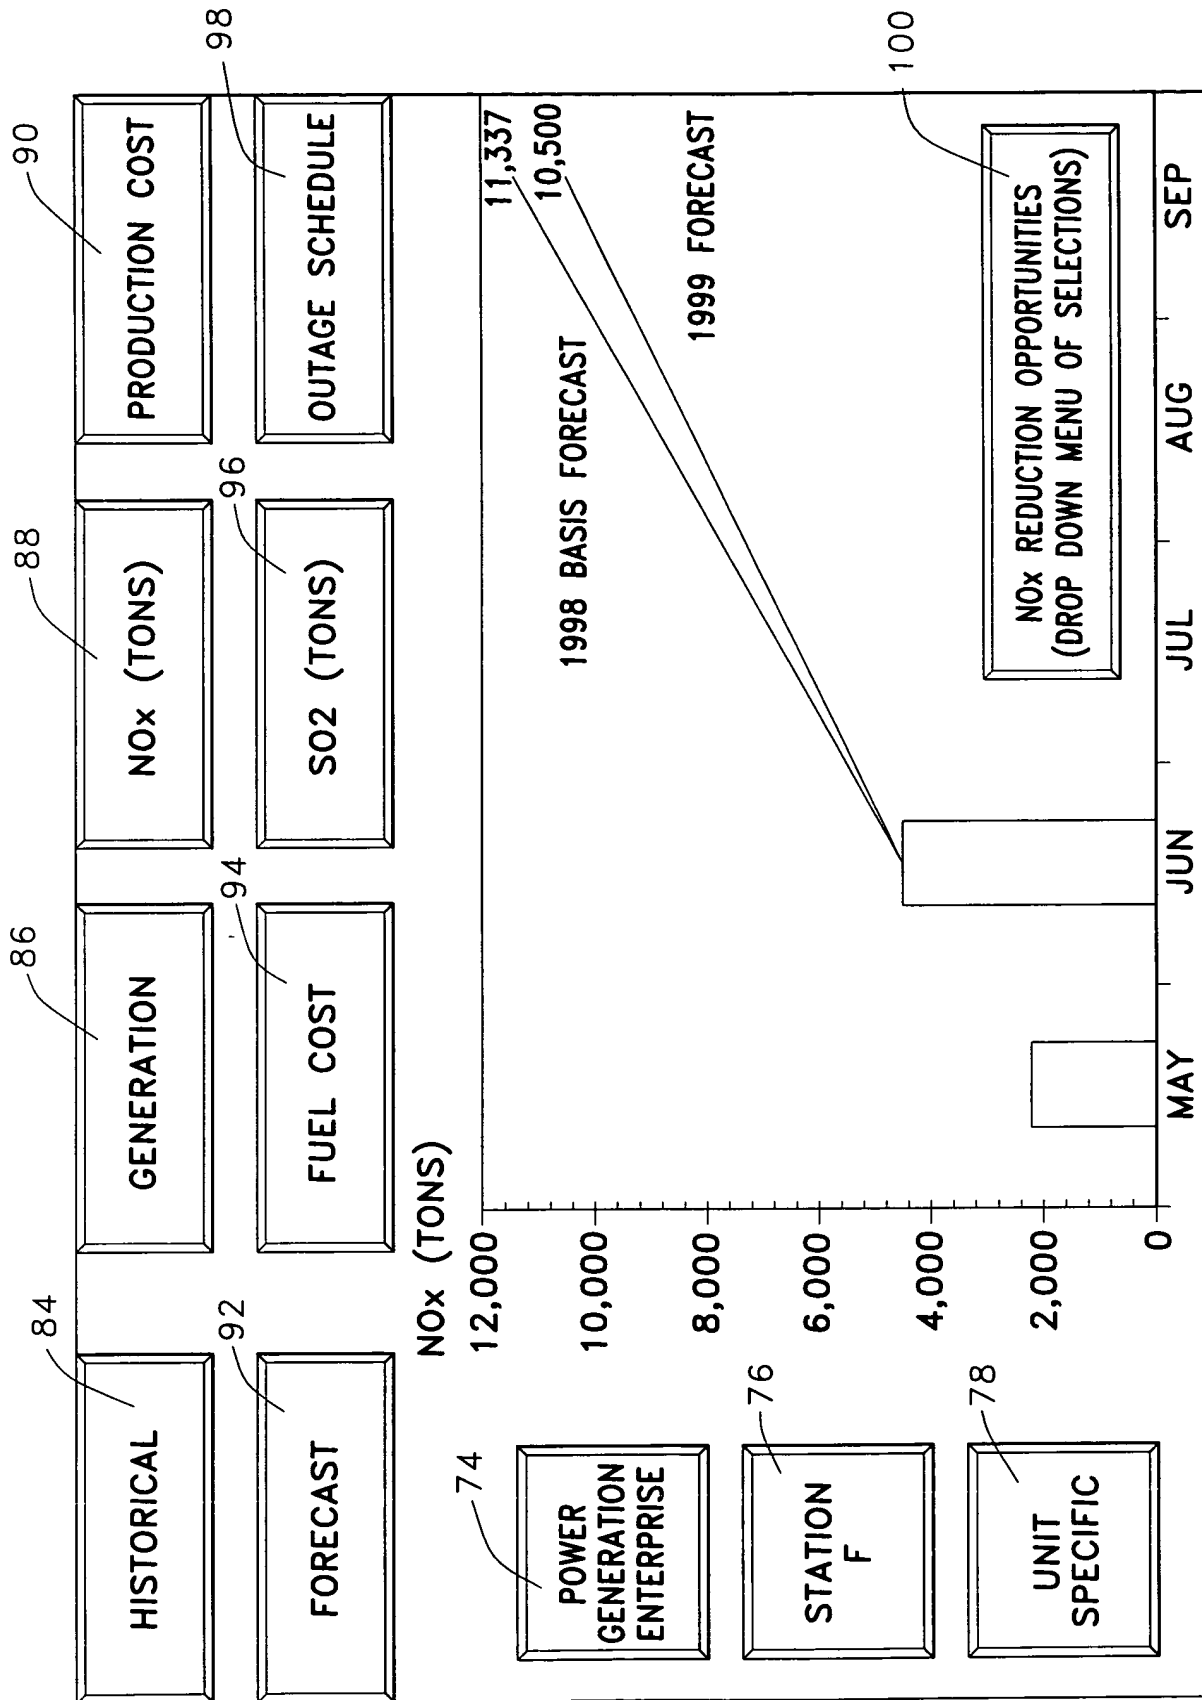 84
86
88
90
HISTORICAL
GENERATION
NOx (TONS)
PRODUCTION COST
92
94
96
98
FORECAST
FUEL COST
SO2 (TONS)
OUTAGE SCHEDULE
NOx (TONS)
74
POWER
GENERATION
ENTERPRISE
76
STATION
F
78
UNIT
SPECIFIC
12,000
10,000
8,000
6,000
4,000
2,000
0
11,337
10,500
1998 BASIS FORECAST
1999 FORECAST
100
NOx REDUCTION OPPORTUNITIES
(DROP DOWN MENU OF SELECTIONS)
MAY
JUN
JUL
AUG
SEP